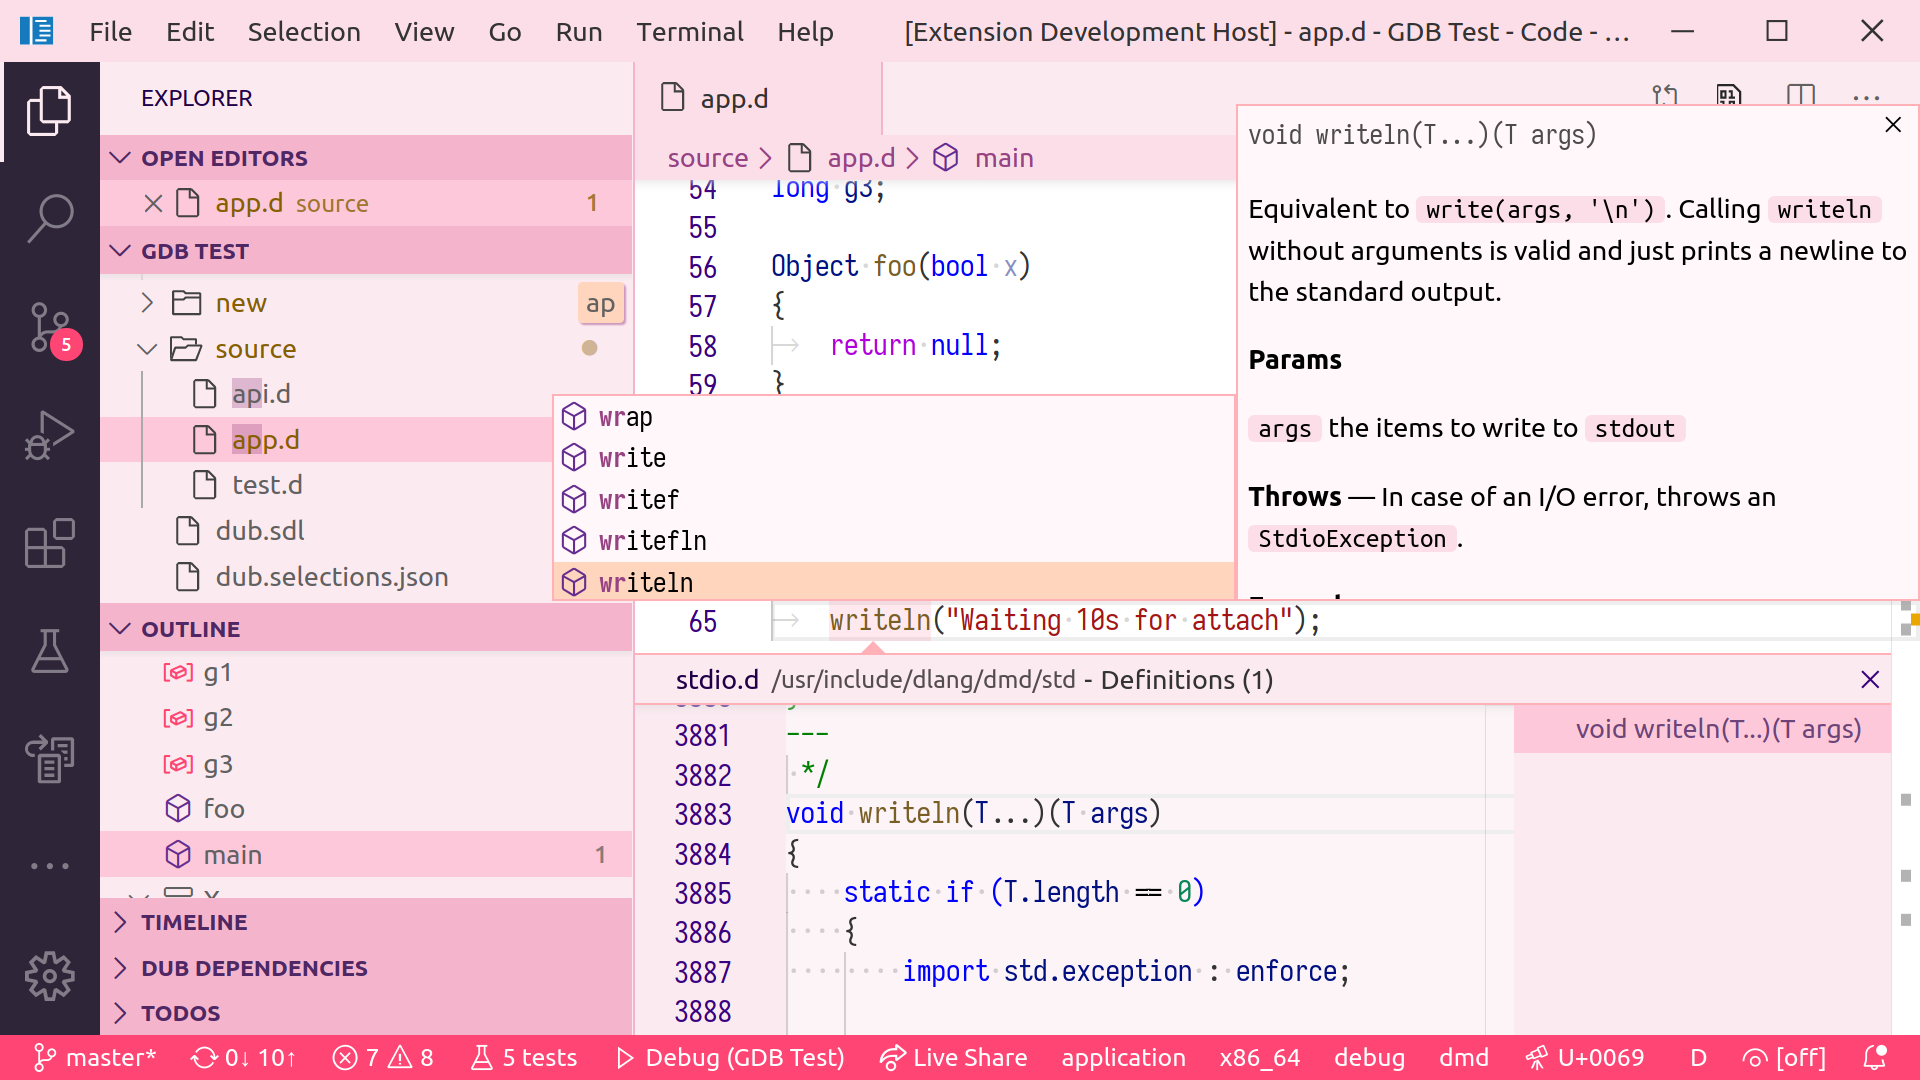 File Edit Selection View Go Run Terminal Help [Extension Development Host] - app.d - GDB Test - Code - ...
EXPLORER
OPEN EDITORS
app.d source 1
GDB TEST
new
ap
source
api.d
app.d
test.d
dub.sdl
dub.selections.json
OUTLINE
g1
g2
g3
foo
main 1
TIMELINE
DUB DEPENDENCIES
TODOS
5
app.d
source > app.d > main
54 long·g3;
55
56 Object·foo(bool·x)
57 {
58 → return·null;
59 }
wrap
write
writef
writefln
writeln
void writeln(T...)(T args)
Equivalent to write(args, '\n'). Calling writeln
without arguments is valid and just prints a newline to
the standard output.
Params
args the items to write to stdout
Throws — In case of an I/O error, throws an
StdioException.
65 → writeln("Waiting·10s·for·attach");
stdio.d /usr/include/dlang/dmd/std - Definitions (1)
void writeln(T...)(T args)
3881 ---
3882 ·*/
3883 void·writeln(T...)(T·args)
3884 {
3885 ····static·if·(T.length·==·0)
3886 ····{
3887 ········import·std.exception·:·enforce;
3888
master* 0↓ 10↑ 7 8 5 tests Debug (GDB Test) Live Share application x86_64 debug dmd U+0069 D [off]